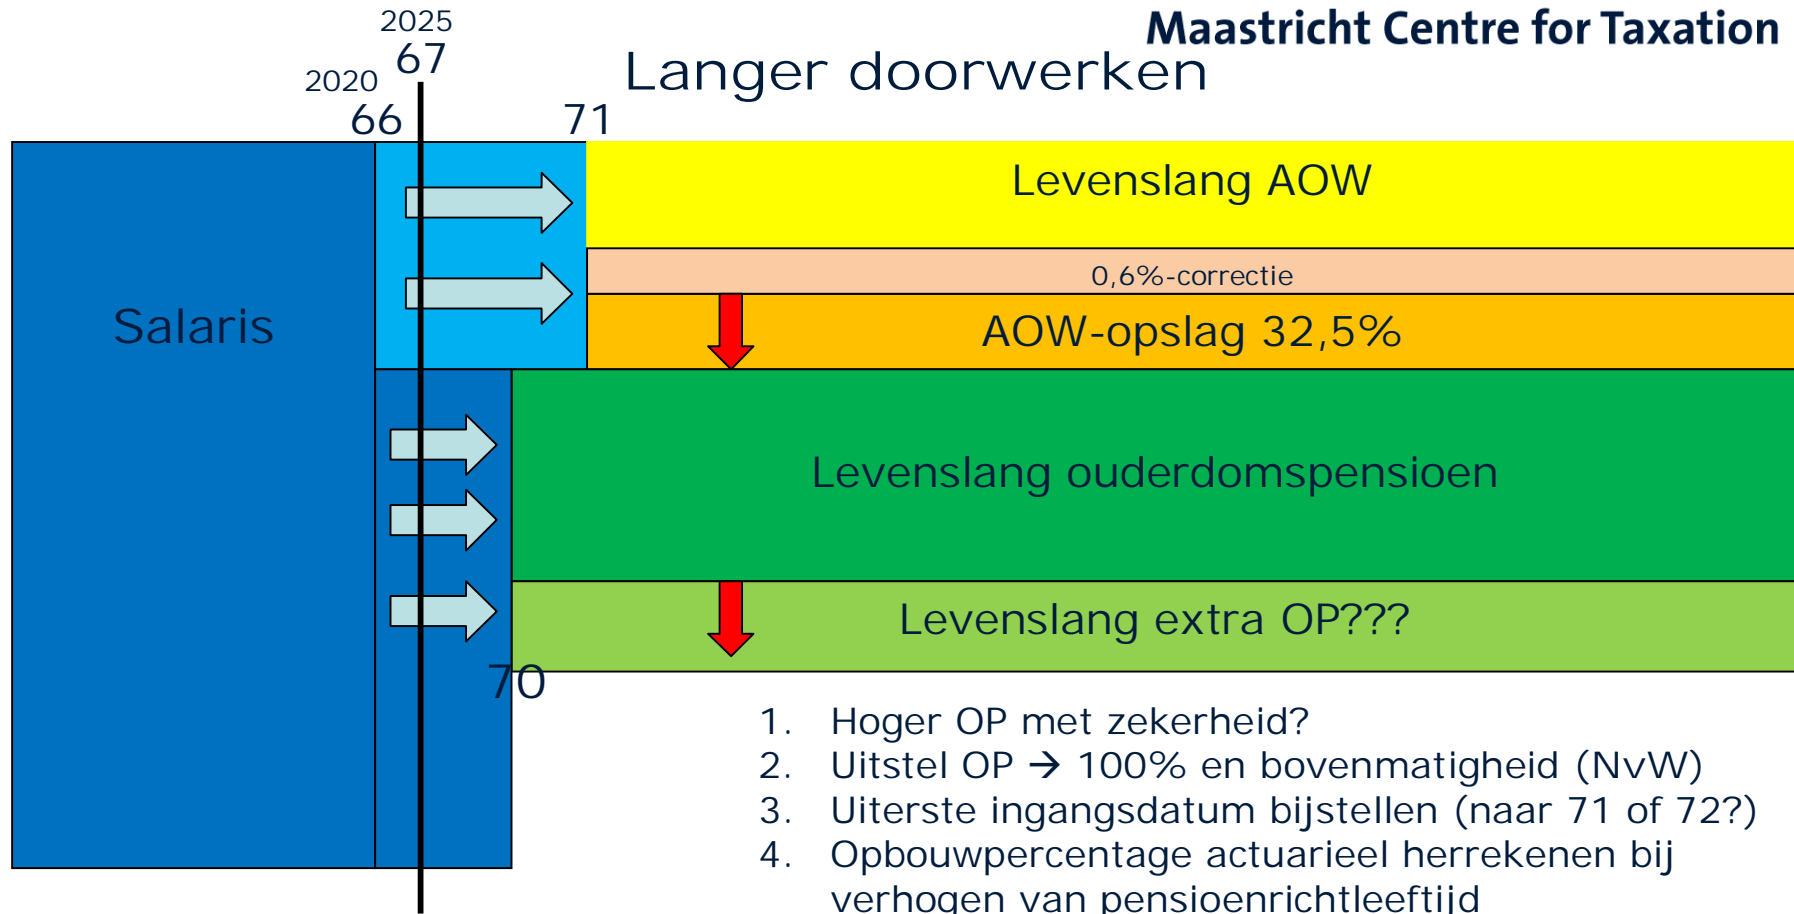 Maastricht Centre for Taxation
2025
67
Langer doorwerken
2020
66
71
Levenslang AOW
0,6%-correctie
Salaris
AOW-opslag 32,5%
Levenslang ouderdomspensioen
Levenslang extra OP???
70
1. Hoger OP met zekerheid?
2. Uitstel OP → 100% en bovenmatigheid (NvW)
3. Uiterste ingangsdatum bijstellen (naar 71 of 72?)
4. Opbouwpercentage actuarieel herrekenen bij
verhogen van pensioenrichtleeftijd